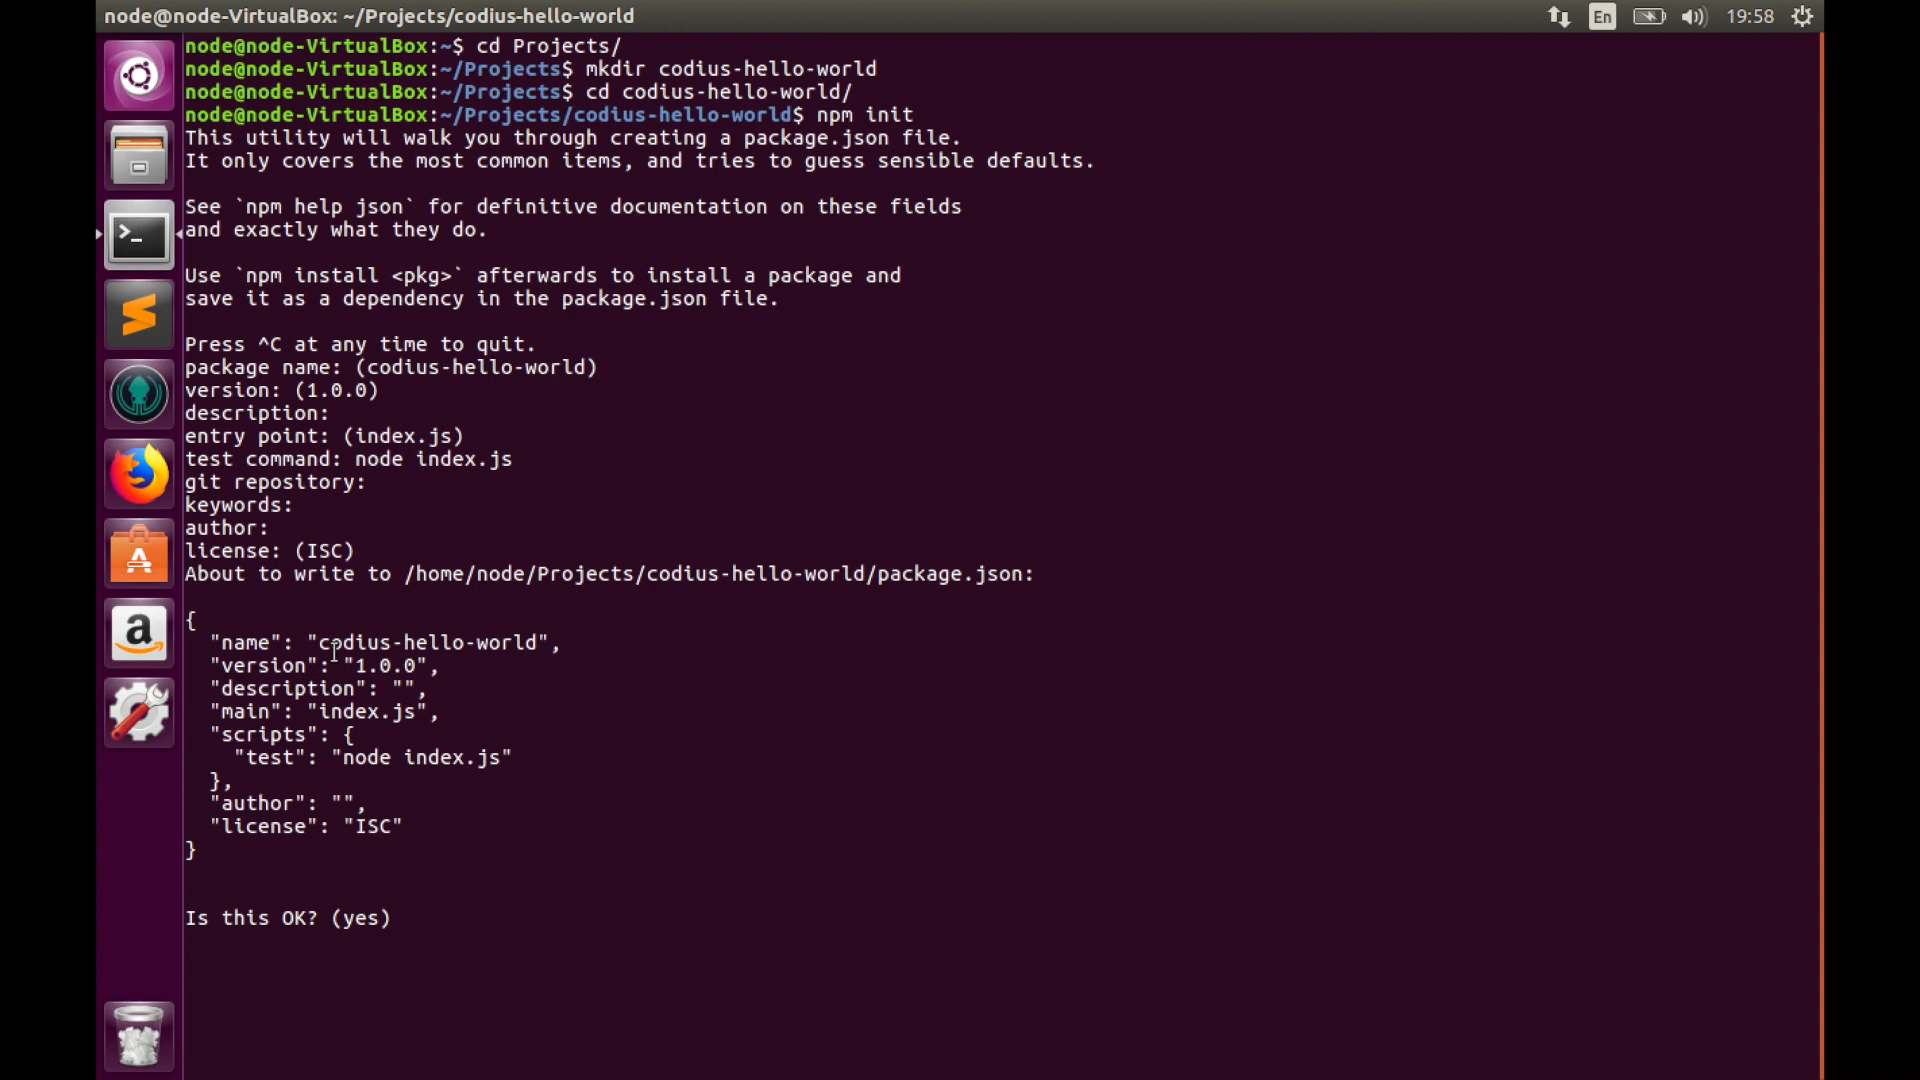 node@node-VirtualBox: ~/Projects/codius-hello-world
En
19:58
node@node-VirtualBox:~$ cd Projects/
node@node-VirtualBox:~/Projects$ mkdir codius-hello-world
node@node-VirtualBox:~/Projects$ cd codius-hello-world/
node@node-VirtualBox:~/Projects/codius-hello-world$ npm init
This utility will walk you through creating a package.json file.
It only covers the most common items, and tries to guess sensible defaults.
See `npm help json` for definitive documentation on these fields
and exactly what they do.
Use `npm install <pkg>` afterwards to install a package and
save it as a dependency in the package.json file.
Press ^C at any time to quit.
package name: (codius-hello-world)
version: (1.0.0)
description:
entry point: (index.js)
test command: node index.js
git repository:
keywords:
author:
license: (ISC)
About to write to /home/node/Projects/codius-hello-world/package.json:
{
  "name": "codius-hello-world",
  "version": "1.0.0",
  "description": "",
  "main": "index.js",
  "scripts": {
    "test": "node index.js"
  },
  "author": "",
  "license": "ISC"
}
Is this OK? (yes)